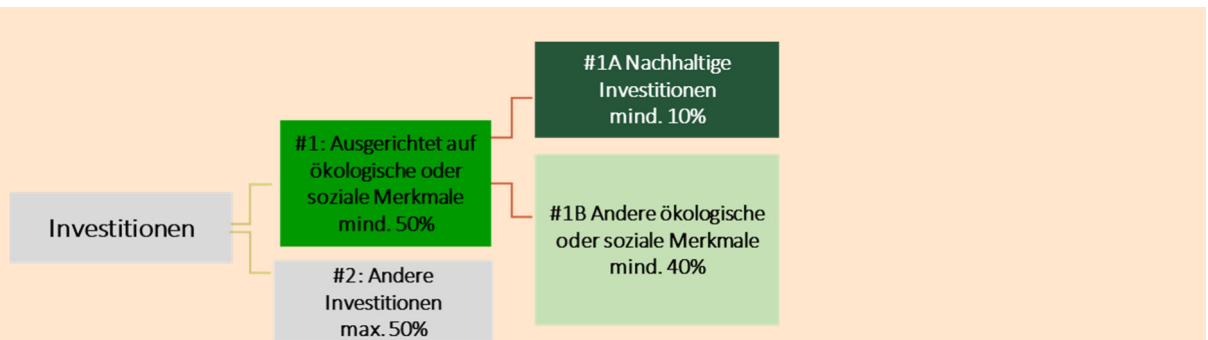 Investitionen
#1: Ausgerichtet auf
ökologische oder
soziale Merkmale
mind. 50%
#2: Andere
Investitionen
max. 50%
#1A Nachhaltige
Investitionen
mind. 10%
#1B Andere ökologische
oder soziale Merkmale
mind. 40%